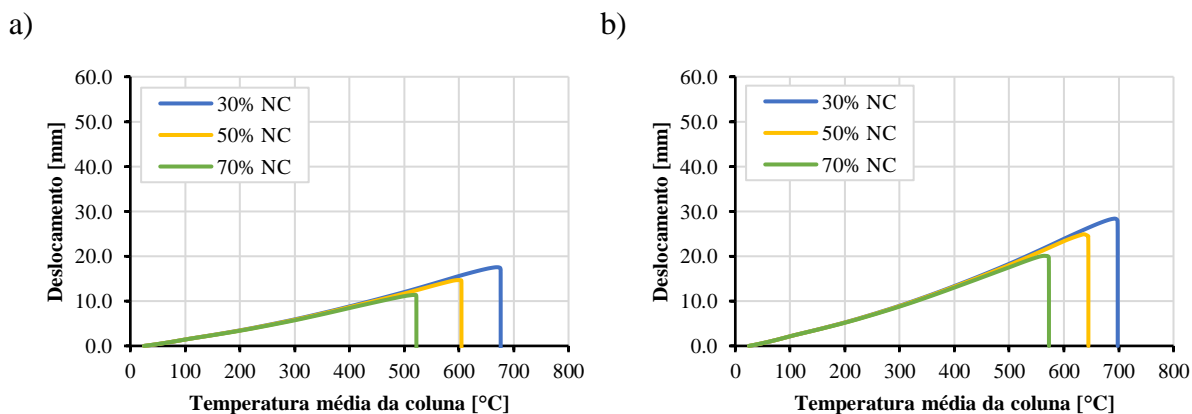 a)
60.0
50.0
40.0
30.0
20.0
10.0
0.0
Deslocamento [mm]
30% NC
50% NC
70% NC
0 100 200 300 400 500 600 700 800
Temperatura média da coluna [°C]
b)
60.0
50.0
40.0
30.0
20.0
10.0
0.0
Deslocamento [mm]
30% NC
50% NC
70% NC
0 100 200 300 400 500 600 700 800
Temperatura média da coluna [°C]